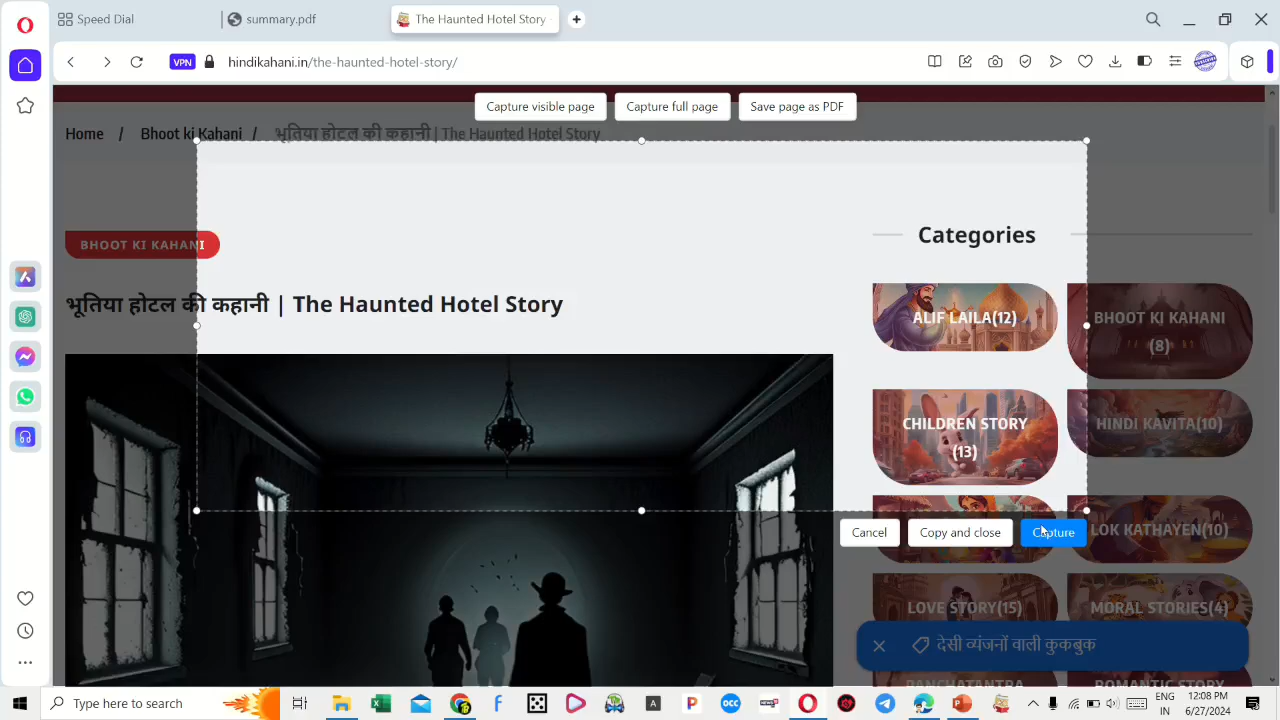 Speed Dial
summary.pdf
The Haunted Hotel Story
VPN
hindikahani.in/the-haunted-hotel-story/
Capture visible page
Capture full page
Save page as PDF
Home / Bhoot ki Kahani / भूतिया होटल की कहानी | The Haunted Hotel Story
BHOOT KI KAHANI
Categories
भूतिया होटल की कहानी | The Haunted Hotel Story
ALIF LAILA(12)
BHOOT KI KAHANI
(8)
CHILDREN STORY
(13)
HINDI KAVITA(10)
Cancel
Copy and close
Capture
LOK KATHAYEN(10)
LOVE STORY(15)
MORAL STORIES(4)
देसी व्यंजनों वाली कुकबुक
PANCHATANTRA
ROMANTIC STORY
Type here to search
ENG
IN
12:08 PM
6/27/2024